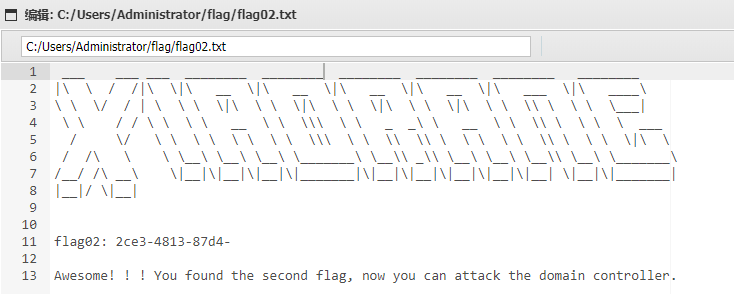 编辑: C:/Users/Administrator/flag/flag02.txt
C:/Users/Administrator/flag/flag02.txt
1
2
3
4
5
6
7
8
9
10
11 flag02: 2ce3-4813-87d4-
12
13 Awesome! ! ! You found the second flag, now you can attack the domain controller.